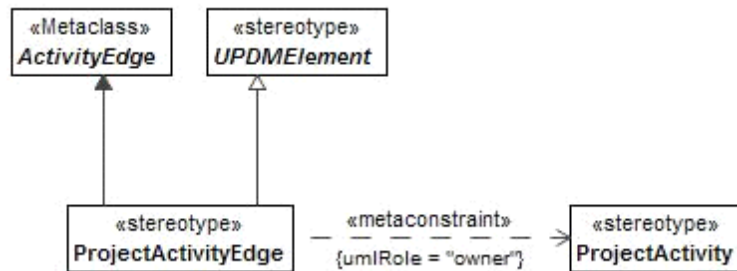 «Metaclass»
ActivityEdge
«stereotype»
UPDMElement
«stereotype»
ProjectActivityEdge
«metaconstraint»
{umlRole = "owner"}
«stereotype»
ProjectActivity